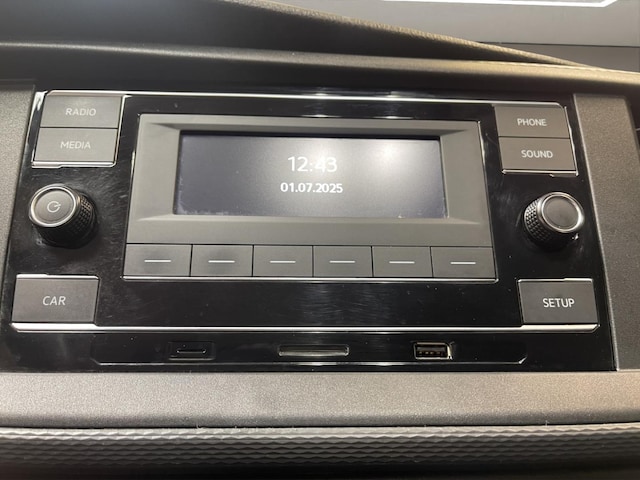 RADIO
PHONE
MEDIA
SOUND
12:43
01.07.2025
CAR
SETUP